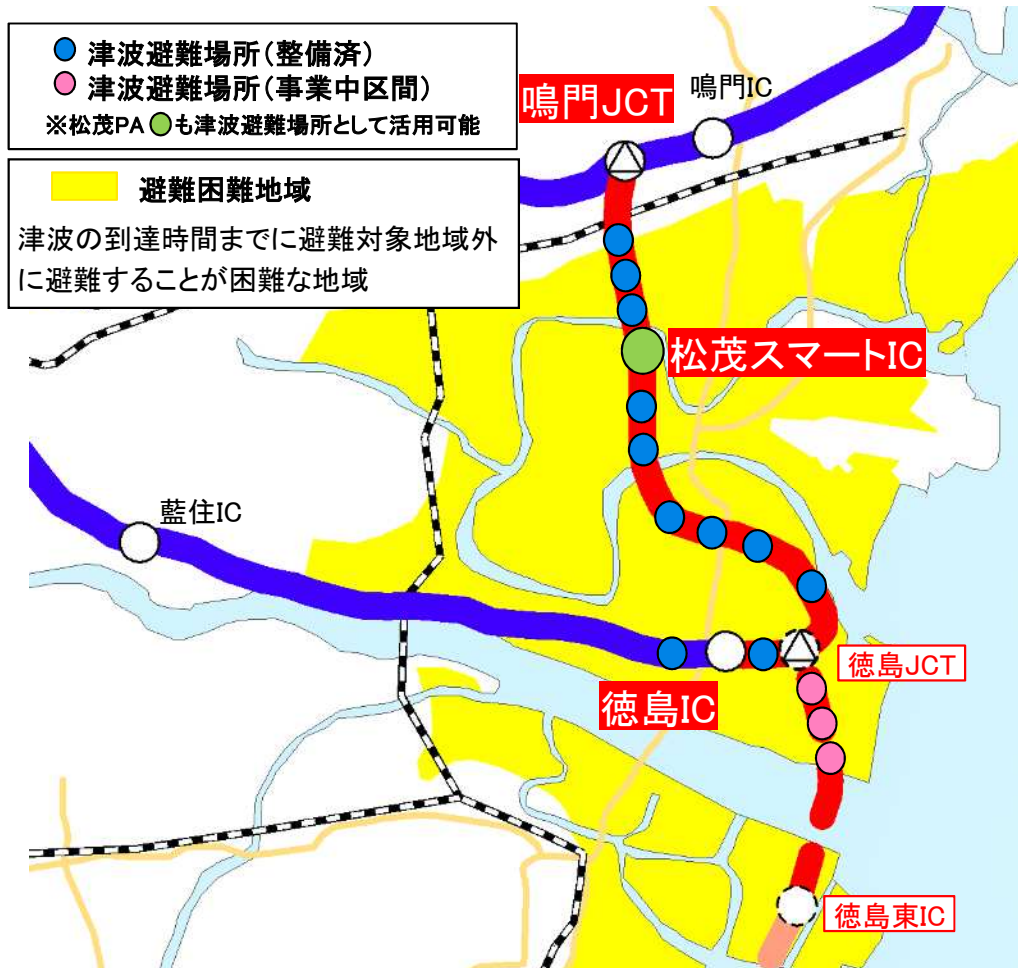 津波避難場所(整備済)
津波避難場所(事業中区間)
※松茂PA も津波避難場所として活用可能
避難困難地域
津波の到達時間までに避難対象地域外
に避難することが困難な地域
鳴門JCT
鳴門IC
松茂スマートIC
藍住IC
徳島JCT
徳島IC
徳島東IC